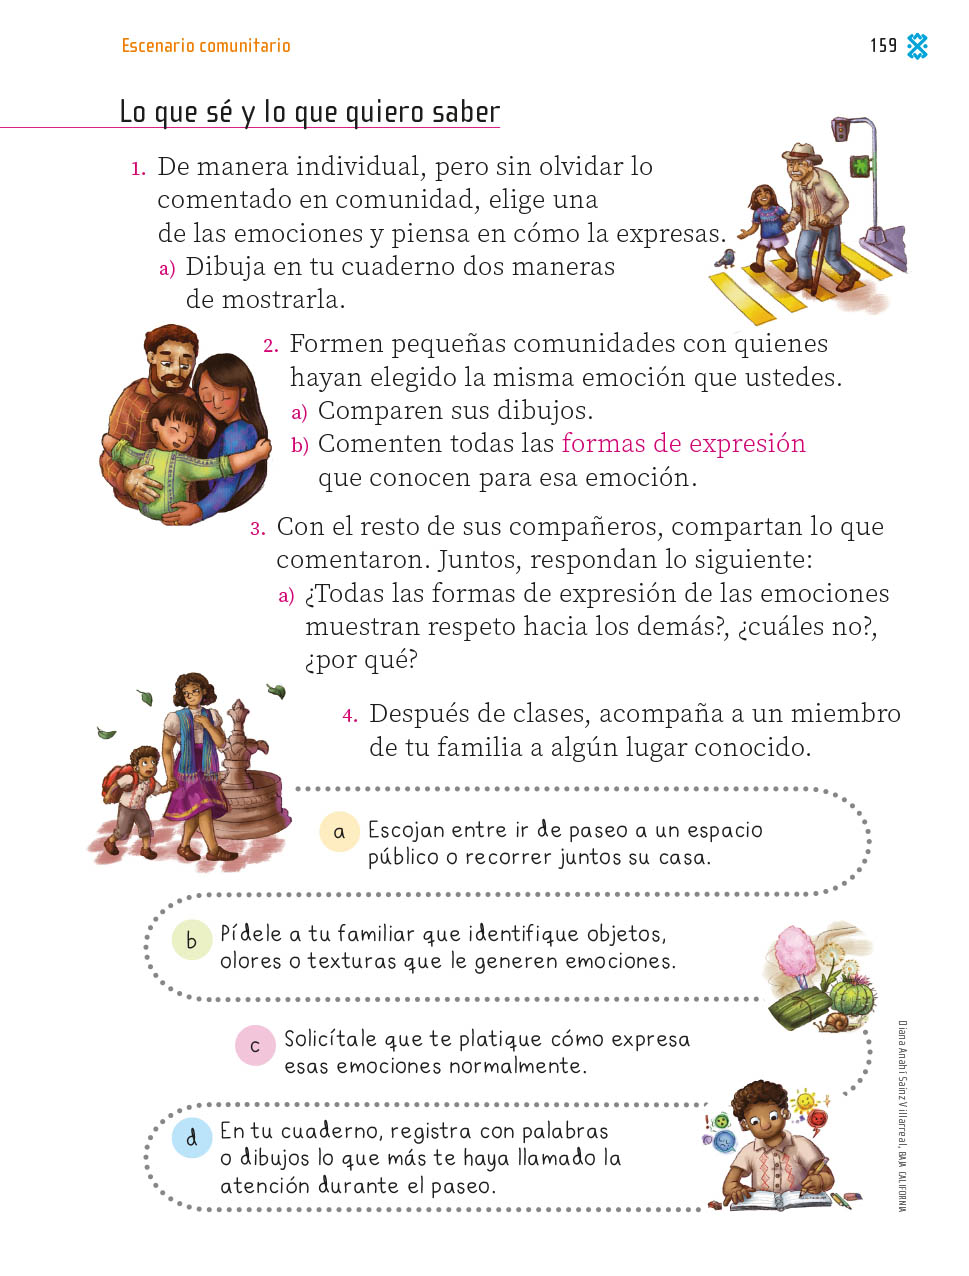 Escenario comunitario
159
Lo que sé y lo que quiero saber
1. De manera individual, pero sin olvidar lo
comentado en comunidad, elige una
de las emociones y piensa en cómo la expresas.
a) Dibuja en tu cuaderno dos maneras
de mostrarla.
2. Formen pequeñas comunidades con quienes
hayan elegido la misma emoción que ustedes.
a) Comparen sus dibujos.
b) Comenten todas las formas de expresión
que conocen para esa emoción.
3. Con el resto de sus compañeros, compartan lo que
comentaron. Juntos, respondan lo siguiente:
a) ¿Todas las formas de expresión de las emociones
muestran respeto hacia los demás?, ¿cuáles no?,
¿por qué?
4. Después de clases, acompaña a un miembro
de tu familia a algún lugar conocido.
a Escojan entre ir de paseo a un espacio
público o recorrer juntos su casa.
b Pídele a tu familiar que identifique objetos,
olores o texturas que le generen emociones.
c Solicítale que te platique cómo expresa
esas emociones normalmente.
d En tu cuaderno, registra con palabras
o dibujos lo que más te haya llamado la
atención durante el paseo.
Diana Anahí Sainz Villarreal, BAJA CALIFORNIA